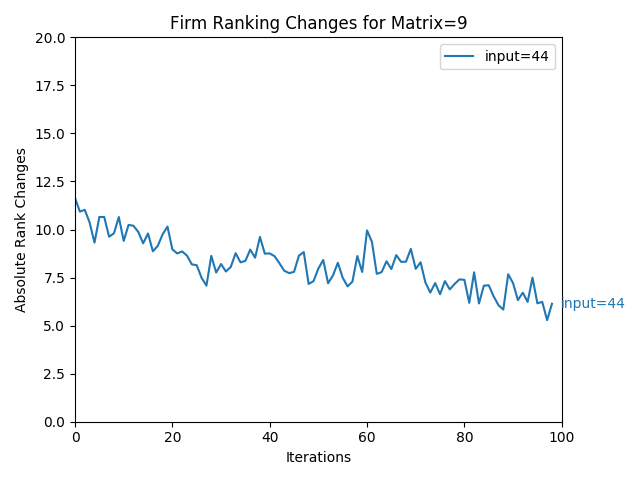 Firm Ranking Changes for Matrix=9
20.0
17.5
15.0
12.5
10.0
7.5
5.0
2.5
0.0
Absolute Rank Changes
input=44
input=44
0 20 40 60 80 100
Iterations